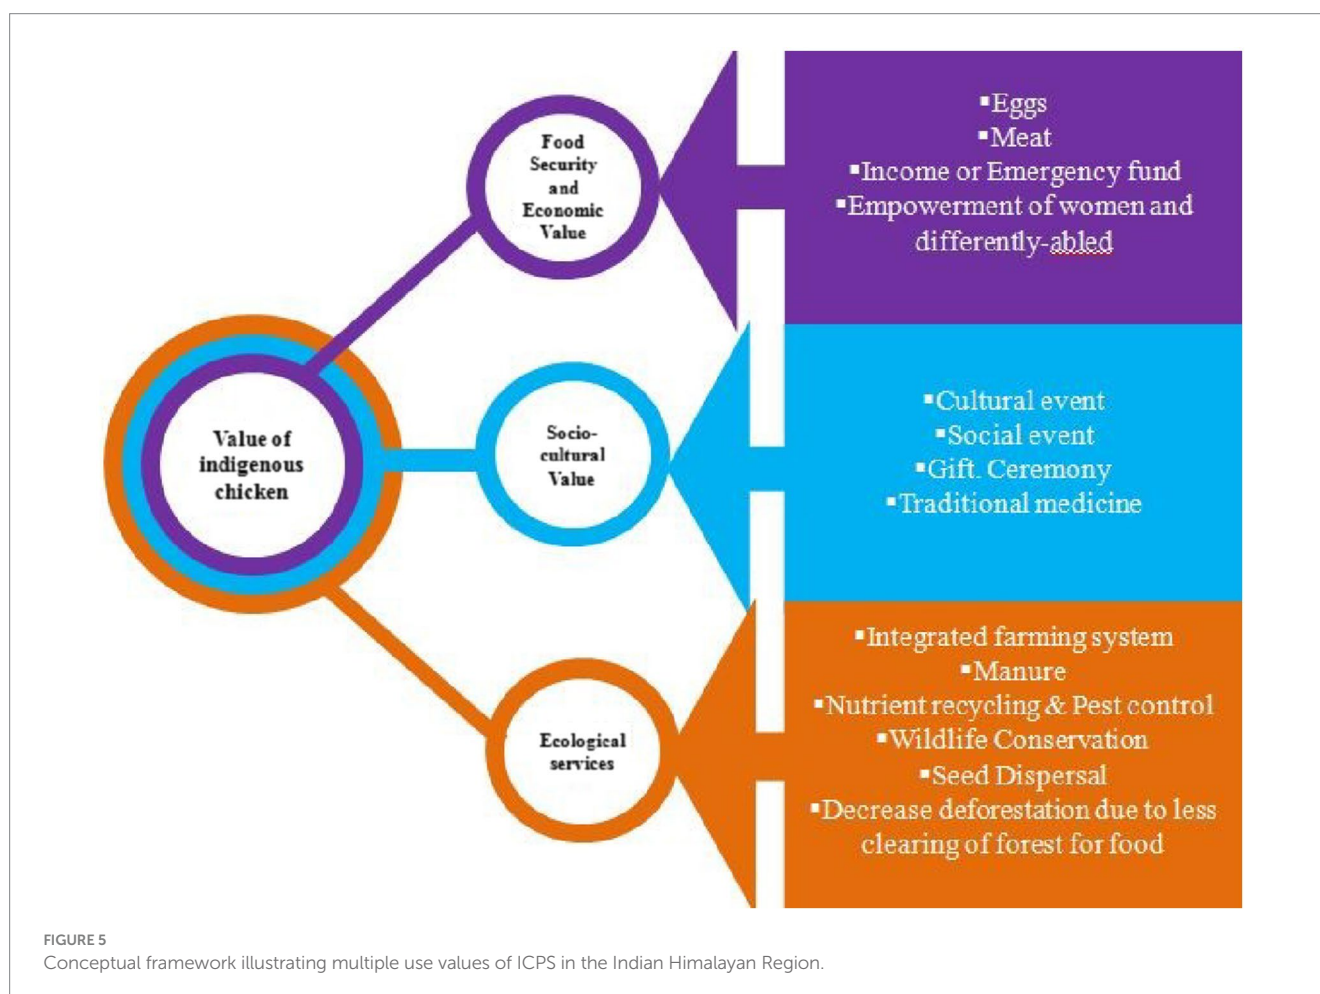 Food
Security
and
Economic
Value
▪Eggs
▪Meat
▪Income or Emergency fund
▪Empowerment of women and
differently-abled
Value of
indigenous
chicken
Socio-
cultural
Value
▪Cultural event
▪Social event
▪Gift. Ceremony
▪Traditional medicine
Ecological
services
▪Integrated farming system
▪Manure
▪Nutrient recycling & Pest control
▪Wildlife Conservation
▪Seed Dispersal
▪Decrease deforestation due to less
clearing of forest for food
FIGURE 5
Conceptual framework illustrating multiple use values of ICPS in the Indian Himalayan Region.